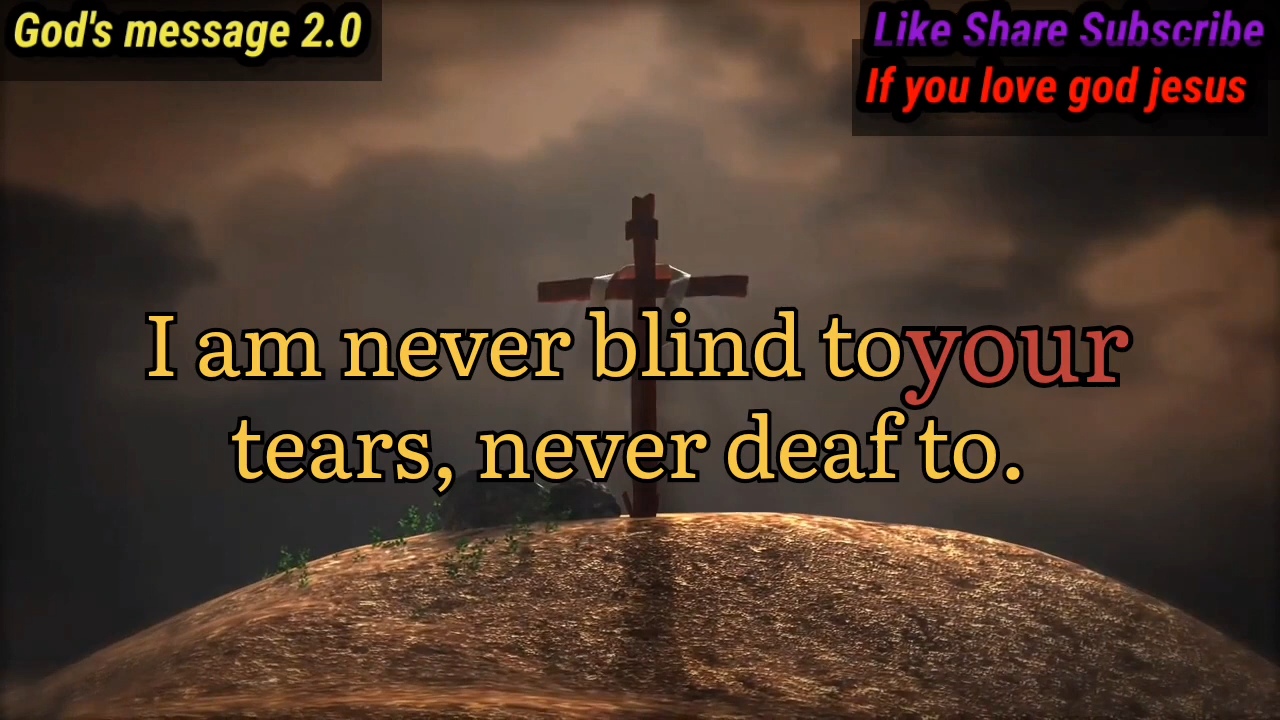 God's message 2.0
Like Share Subscribe
If you love god jesus
I am never blind to your
tears, never deaf to.